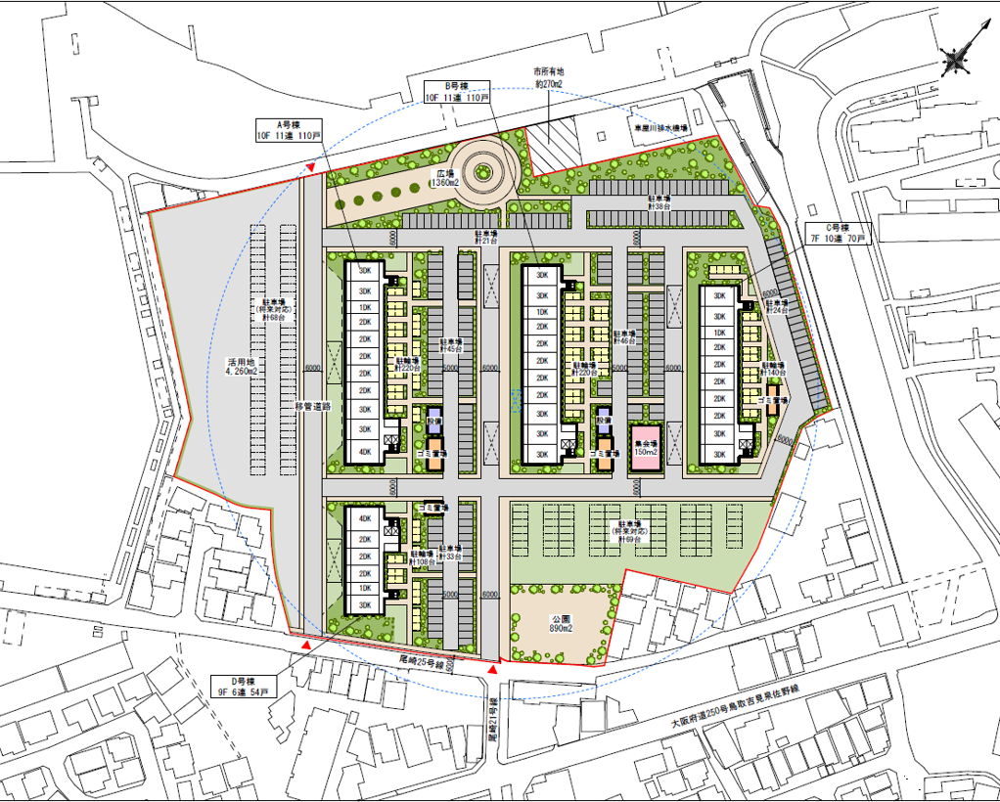 市所有地
約270m2
B号棟
10F 11連 110戸
A号棟
10F 11連 110戸
車屋川排水機場
広場
1360m2
駐車場
計38台
C号棟
7F 10連 70戸
駐車場
計21台
6000
6000
3DK
3DK
1DK
2DK
2DK
2DK
2DK
2DK
3DK
3DK
4DK
3DK
3DK
1DK
2DK
2DK
2DK
2DK
2DK
3DK
3DK
3DK
3DK
3DK
1DK
2DK
2DK
2DK
2DK
2DK
3DK
3DK
6000
駐車場
計24台
駐車場
(将来対応)
計68台
駐車場
計45台
駐車場
計46台
活用地
4,260m2
6000
駐輪場
計220台
5000
6000
駐輪場
計220台
6000
6000
駐輪場
計140台
移管道路
ゴミ置場
設備
ゴミ置場
設備
ゴミ置場
集会場
150m2
6000
6000
6000
ゴミ置場
4DK
2DK
2DK
2DK
1DK
3DK
駐輪場
計108台
駐車場
計33台
5000
6000
駐車場
(将来対応)
計69台
公園
890m2
尾崎25号線
6000
D号棟
9F 6連 54戸
尾崎21号線
大阪府道250号鳥取吉見泉佐野線